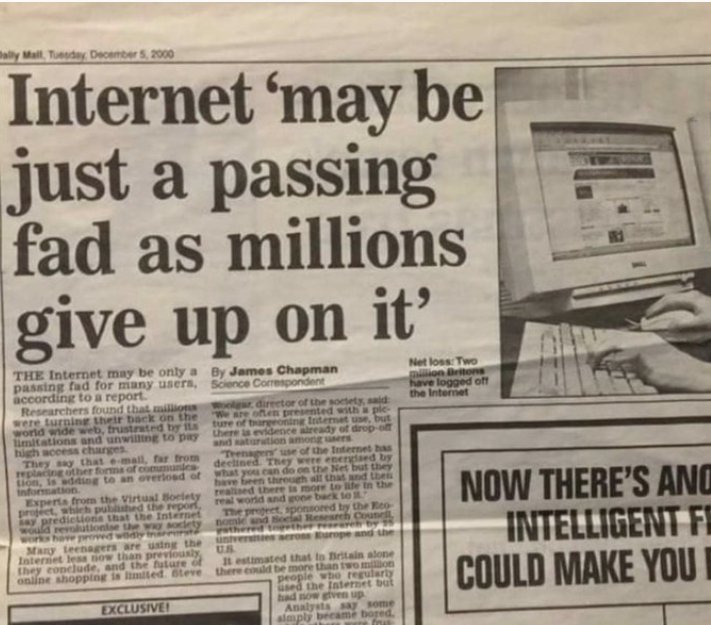 Daily Mail, Tuesday, December 5, 2000
Internet ‘may be
just a passing
fad as millions
give up on it’
THE Internet may be only a
passing fad for many users,
according to a report.
Researchers found that millions
were turning their back on the
world wide web, frustrated by its
limitations and unwilling to pay
high access charges.
They say that e-mail, far from
replacing other forms of communica-
tion, is adding to an overload of
information.
Experts from the Virtual Society
project, which published the report,
say predictions that the Internet
would revolutionise the way society
works have proved wildly inaccurate.
Many teenagers are using the
Internet less now than previously,
they conclude, and the future of
online shopping is limited. Steve
By James Chapman
Science Correspondent
Woolgar, director of the society, said:
'We are often presented with a pic-
ture of burgeoning Internet use, but
there is evidence already of drop-off
and saturation among users.
'Teenagers' use of the Internet has
declined. They were energised by
what you can do on the Net but they
have been through all that and then
realised there is more to life in the
real world and gone back to it.'
The project, sponsored by the Eco-
nomic and Social Research Council,
gathered together research by 25
universities across Europe and the
U.S.
It estimated that in Britain alone
there could be more than two million
people who regularly
used the Internet but
had now given up.
Analysts say some
simply became bored,
Net loss: Two
million Britons
have logged off
the Internet
DELL
NOW THERE'S ANO
INTELLIGENT F
COULD MAKE YOU
EXCLUSIVE!